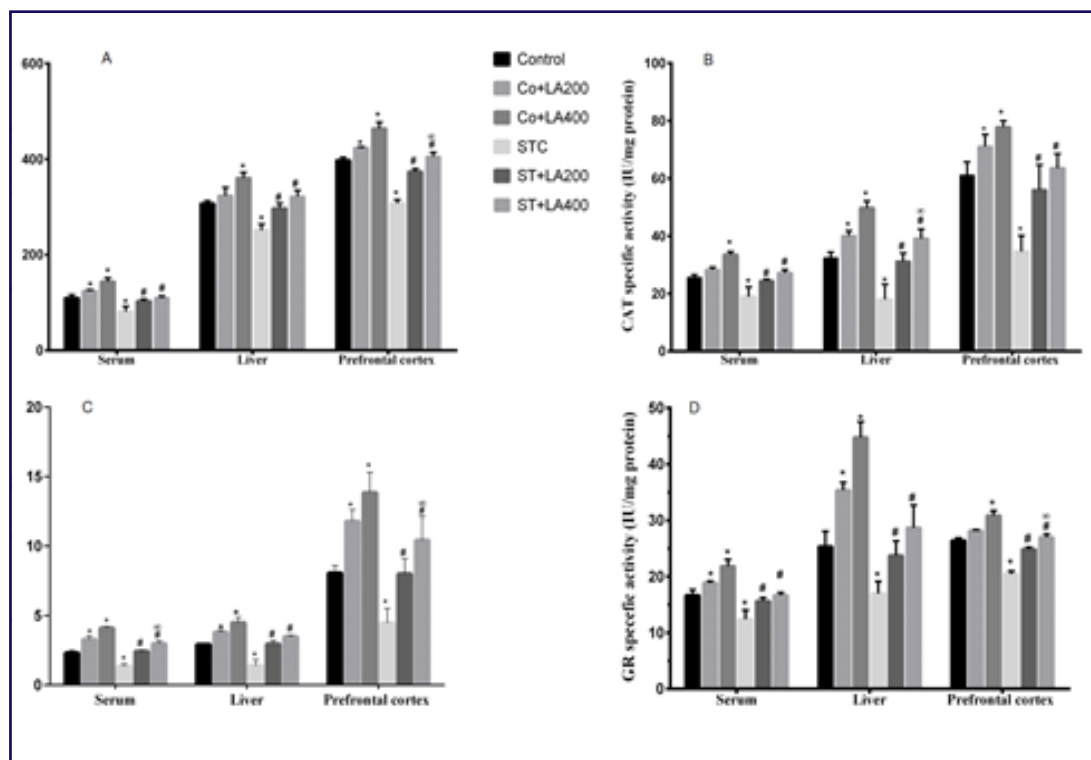 A
600
400
200
0
Serum Liver Prefrontal cortex
Control
Co+LA200
Co+LA400
STC
ST+LA200
ST+LA400
B
CAT specific activity (IU/mg protein)
100
80
60
40
20
0
Serum Liver Prefrontal cortex
C
20
15
10
5
0
Serum Liver Prefrontal cortex
D
GR specefic activity (IU/mg protein)
50
40
30
20
10
0
Serum Liver Prefrontal cortex